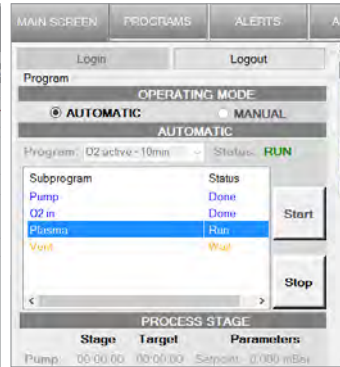 MAIN SCREEN PROGRAMS ALERTS A
Login Logout
Program
OPERATING MODE
AUTOMATIC MANUAL
AUTOMATIC
Program: O2 active - 10min Status: RUN
Subprogram Status
Pump Done
O2 in Done
Plasma Run
Vent Wait
Start
Stop
PROCESS STAGE
Stage Target Parameters
Pump 00:00:00 00:00:00 Setpoint 0.000 mBar